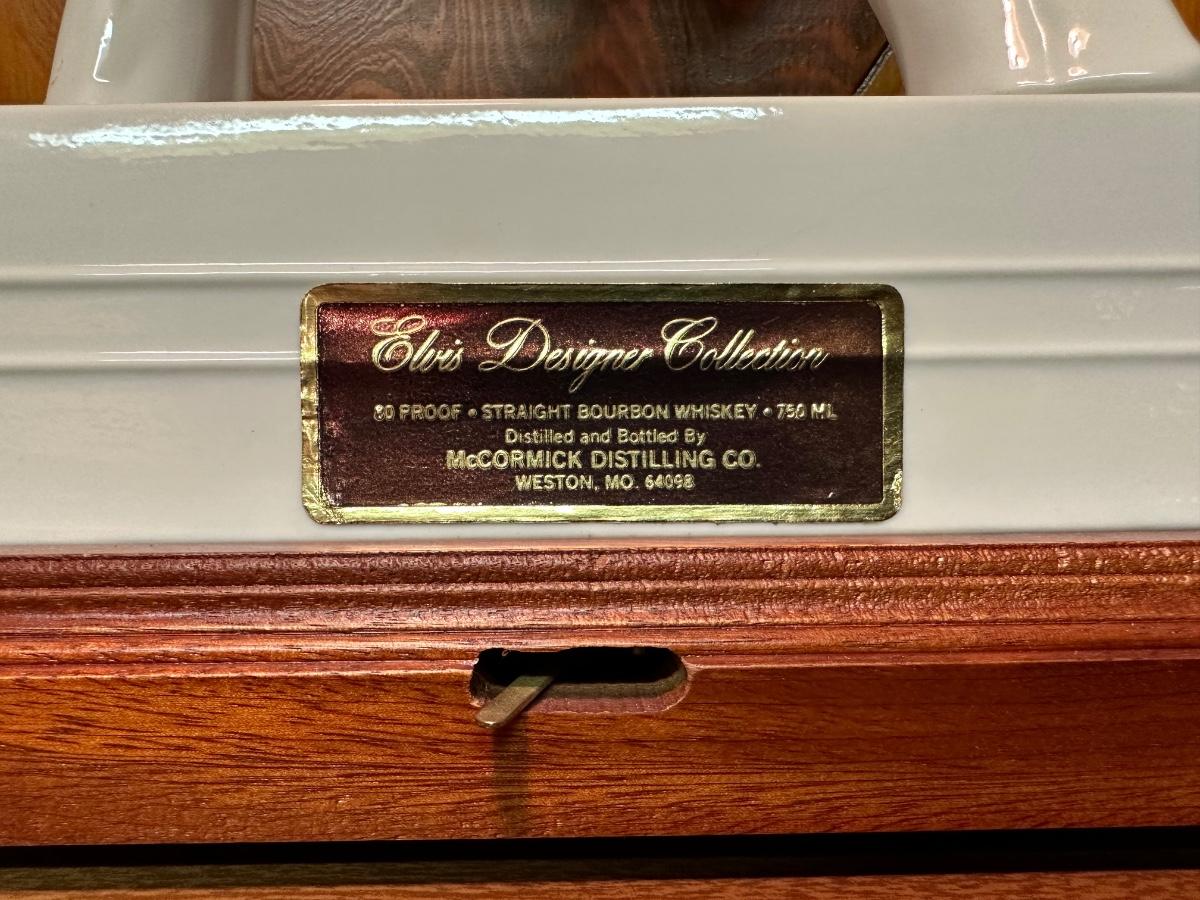 Elvis Designer Collection
80 PROOF • STRAIGHT BOURBON WHISKEY • 750 ML
Distilled and Bottled By
McCORMICK DISTILLING CO.
WESTON, MO. 64098